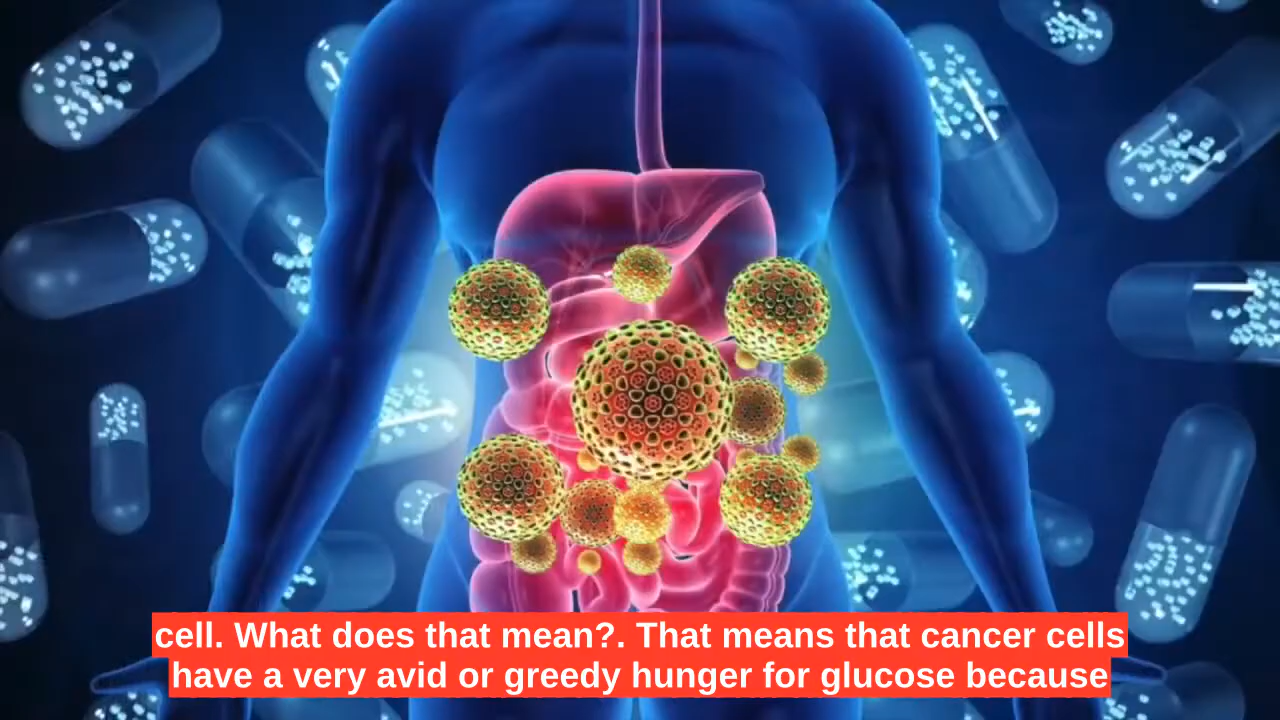 cell. What does that mean?. That means that cancer cells
have a very avid or greedy hunger for glucose because